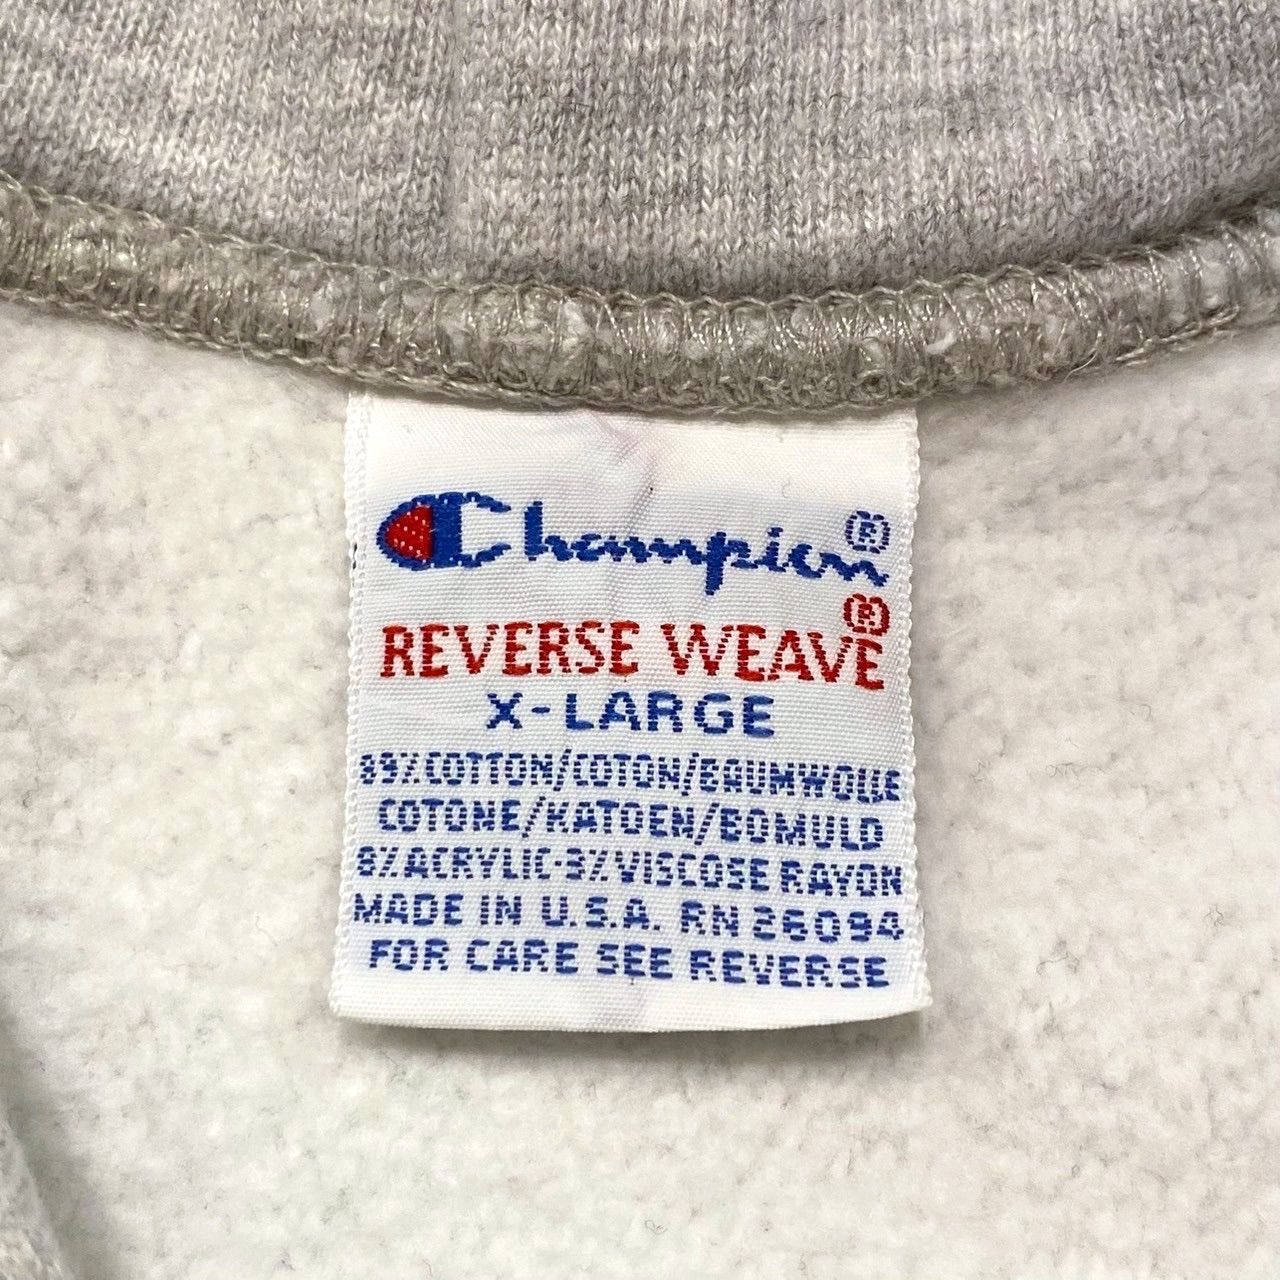 Champion®
REVERSE WEAVE®
X-LARGE
89% COTTON/COTON/BAUMWOLLE
COTONE/KATOEN/BOMULD
8% ACRYLIC-3% VISCOSE RAYON
MADE IN U.S.A. RN 26094
FOR CARE SEE REVERSE